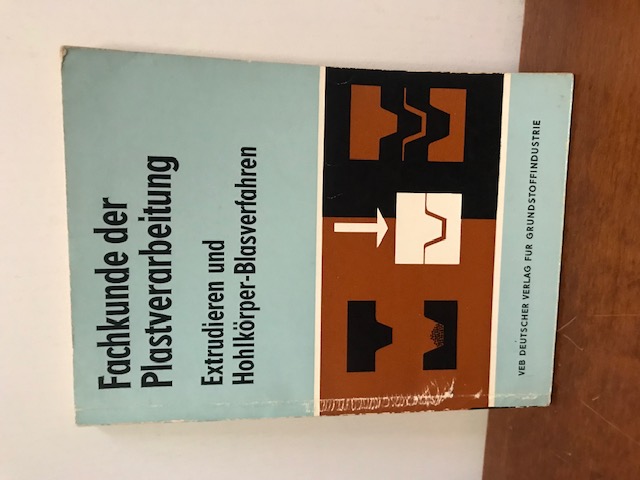 Fachkunde der
Plastverarbeitung
Extrudieren und
Hohlkörper-Blasverfahren
VEB DEUTSCHER VERLAG FÜR GRUNDSTOFFINDUSTRIE